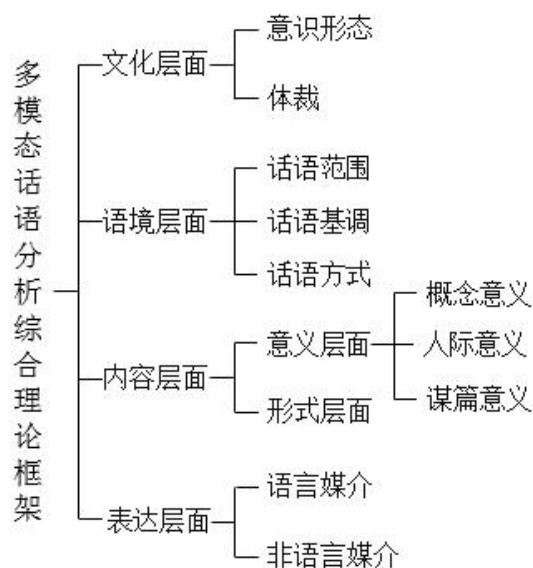 多模态话语分析综合理论框架
文化层面
意识形态
体裁
语境层面
话语范围
话语基调
话语方式
内容层面
意义层面
概念意义
人际意义
谋篇意义
形式层面
表达层面
语言媒介
非语言媒介